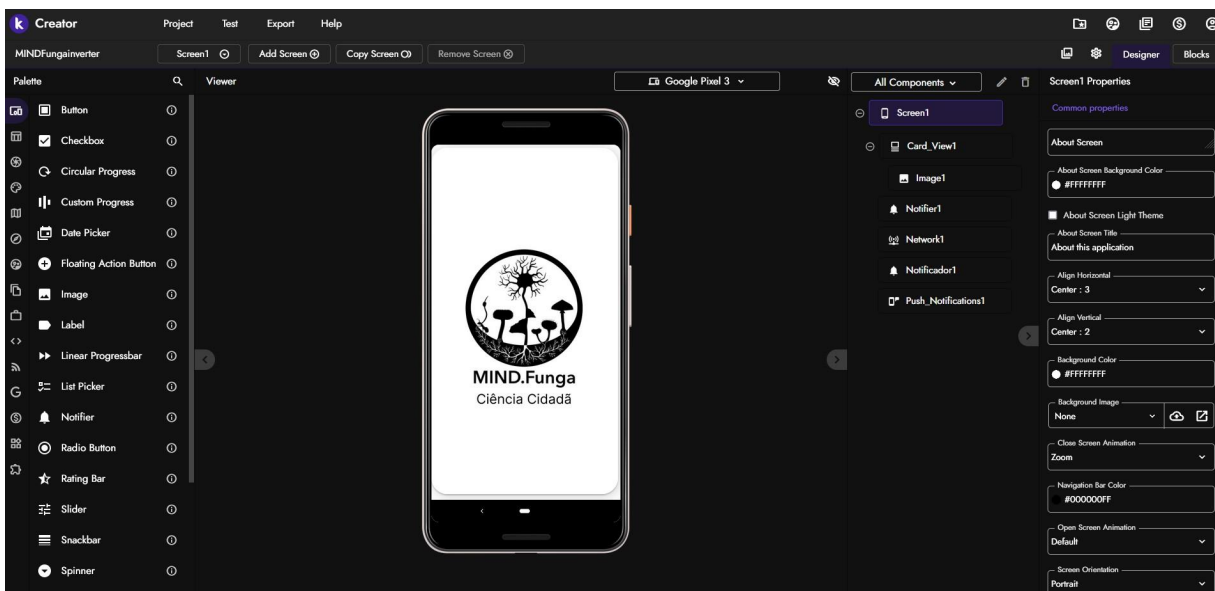 k Creator
Project
Test
Export
Help
MINDFungainverter
Screen1
Add Screen
Copy Screen
Remove Screen
Designer
Blocks
Palette
Button
Checkbox
Circular Progress
Custom Progress
Date Picker
Floating Action Button
Image
Label
Linear Progressbar
List Picker
Notifier
Radio Button
Rating Bar
Slider
Snackbar
Spinner
Viewer
Google Pixel 3
MIND.Funga
Ciência Cidadã
All Components
Screen1
Card_View1
Image1
Notifier1
Network1
Notificador1
Push_Notifications1
Screen1 Properties
Common properties
About Screen
About Screen Background Color
#FFFFFFFF
About Screen Light Theme
About Screen Title
About this application
Align Horizontal
Center : 3
Align Vertical
Center : 2
Background Color
#FFFFFFFF
Background Image
None
Close Screen Animation
Zoom
Navigation Bar Color
#000000FF
Open Screen Animation
Default
Screen Orientation
Portrait